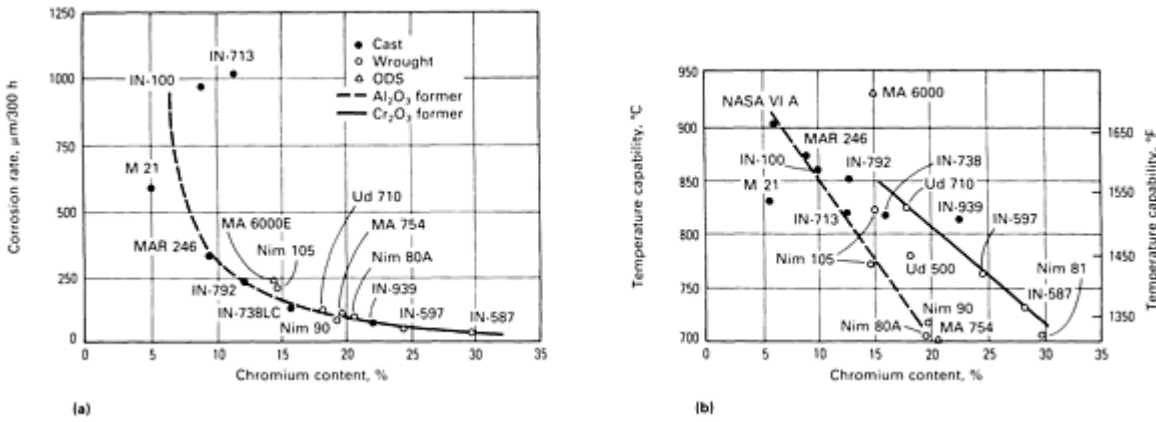 1250
1000
750
500
250
0
Corrosion rate, μm/300 h
IN-713
IN-100
M 21
MAR 246
IN-792
IN-738LC
MA 6000E
Nim 105
Ud 710
MA 754
Nim 80A
Nim 90
IN-939
IN-597
IN-587
Cast
Wrought
ODS
Al₂O₃ former
Cr₂O₃ former
0 5 10 15 20 25 30 35
Chromium content, %
(a)
950
900
850
800
750
700
Temperature capability, °C
NASA VI A
MA 6000
MAR 246
IN-100
IN-792
IN-738
M 21
Ud 710
IN-713
IN-939
IN-597
Nim 105
Ud 500
Nim 81
IN-587
Nim 90
Nim 80A
MA 754
1650
1550
1450
1350
Temperature capability, °F
0 5 10 15 20 25 30 35
Chromium content, %
(b)